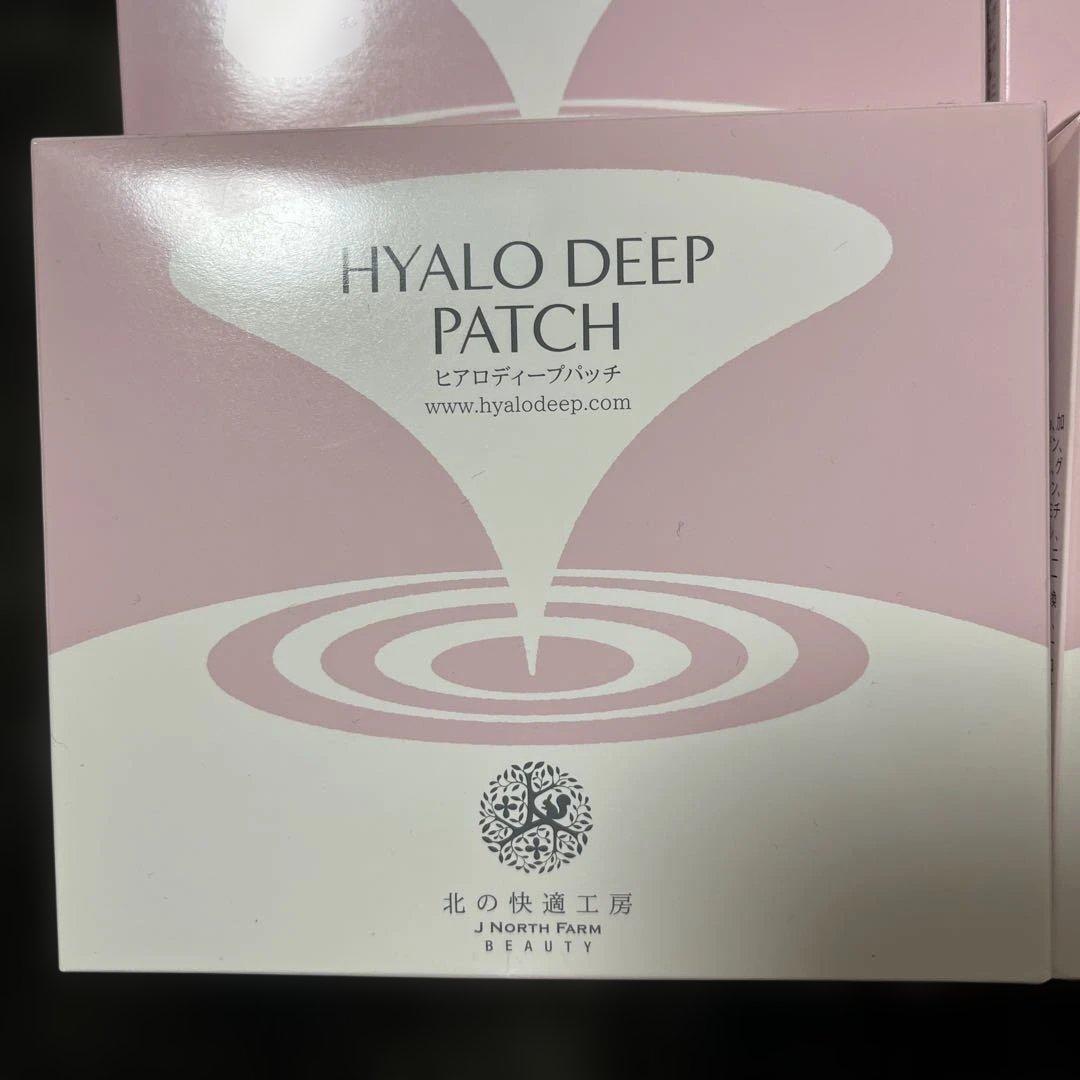 HYALO DEEP
PATCH
ヒアロディープパッチ
www.hyalodeep.com
北の快適工房
J NORTH FARM
BEAUTY